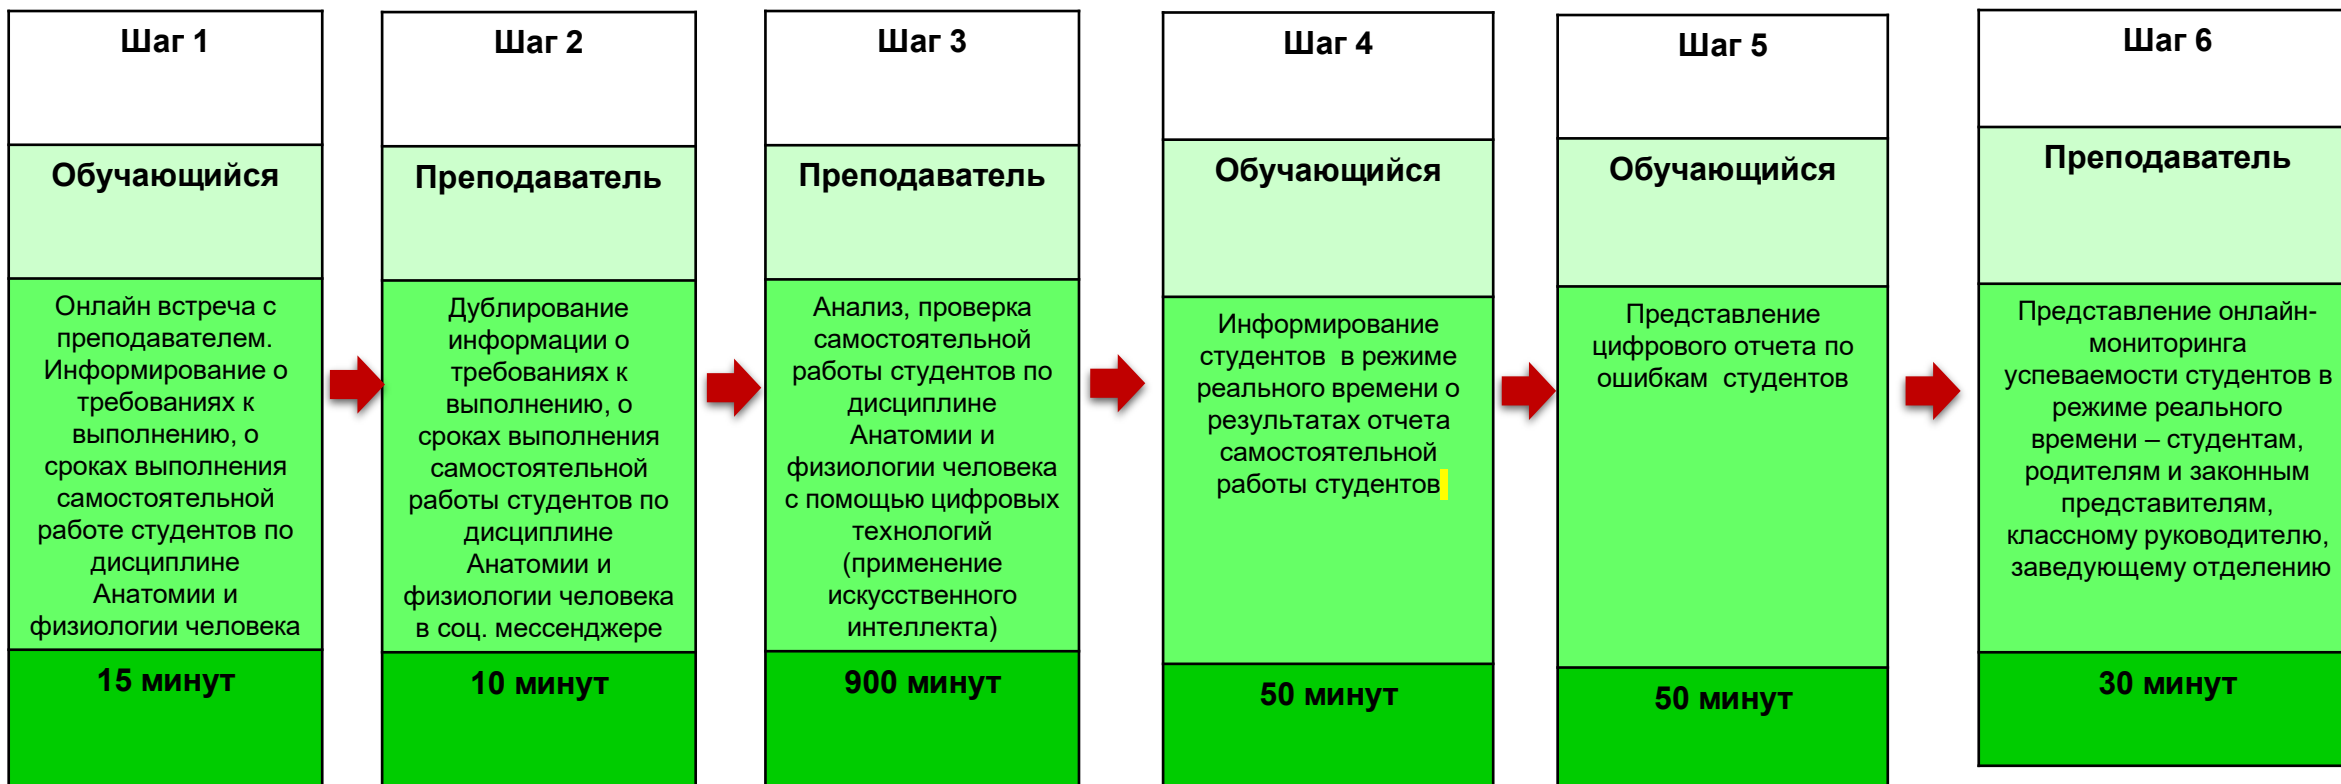 Шаг 1
Обучающийся
Онлайн встреча с
преподавателем.
Информирование о
требованиях к
выполнению, о
сроках выполнения
самостоятельной
работе студентов по
дисциплине
Анатомии и
физиологии человека
15 минут
Шаг 2
Преподаватель
Дублирование
информации о
требованиях к
выполнению, о
сроках выполнения
самостоятельной
работы студентов по
дисциплине
Анатомии и
физиологии человека
в соц. мессенджере
10 минут
Шаг 3
Преподаватель
Анализ, проверка
самостоятельной
работы студентов по
дисциплине
Анатомии и
физиологии человека
с помощью цифровых
технологий
(применение
искусственного
интеллекта)
900 минут
Шаг 4
Обучающийся
Информирование
студентов в режиме
реального времени о
результатах отчета
самостоятельной
работы студентов
50 минут
Шаг 5
Обучающийся
Представление
цифрового отчета по
ошибкам студентов
50 минут
Шаг 6
Преподаватель
Представление онлайн-
мониторинга
успеваемости студентов в
режиме реального
времени – студентам,
родителям и законным
представителям,
классному руководителю,
заведующему отделению
30 минут